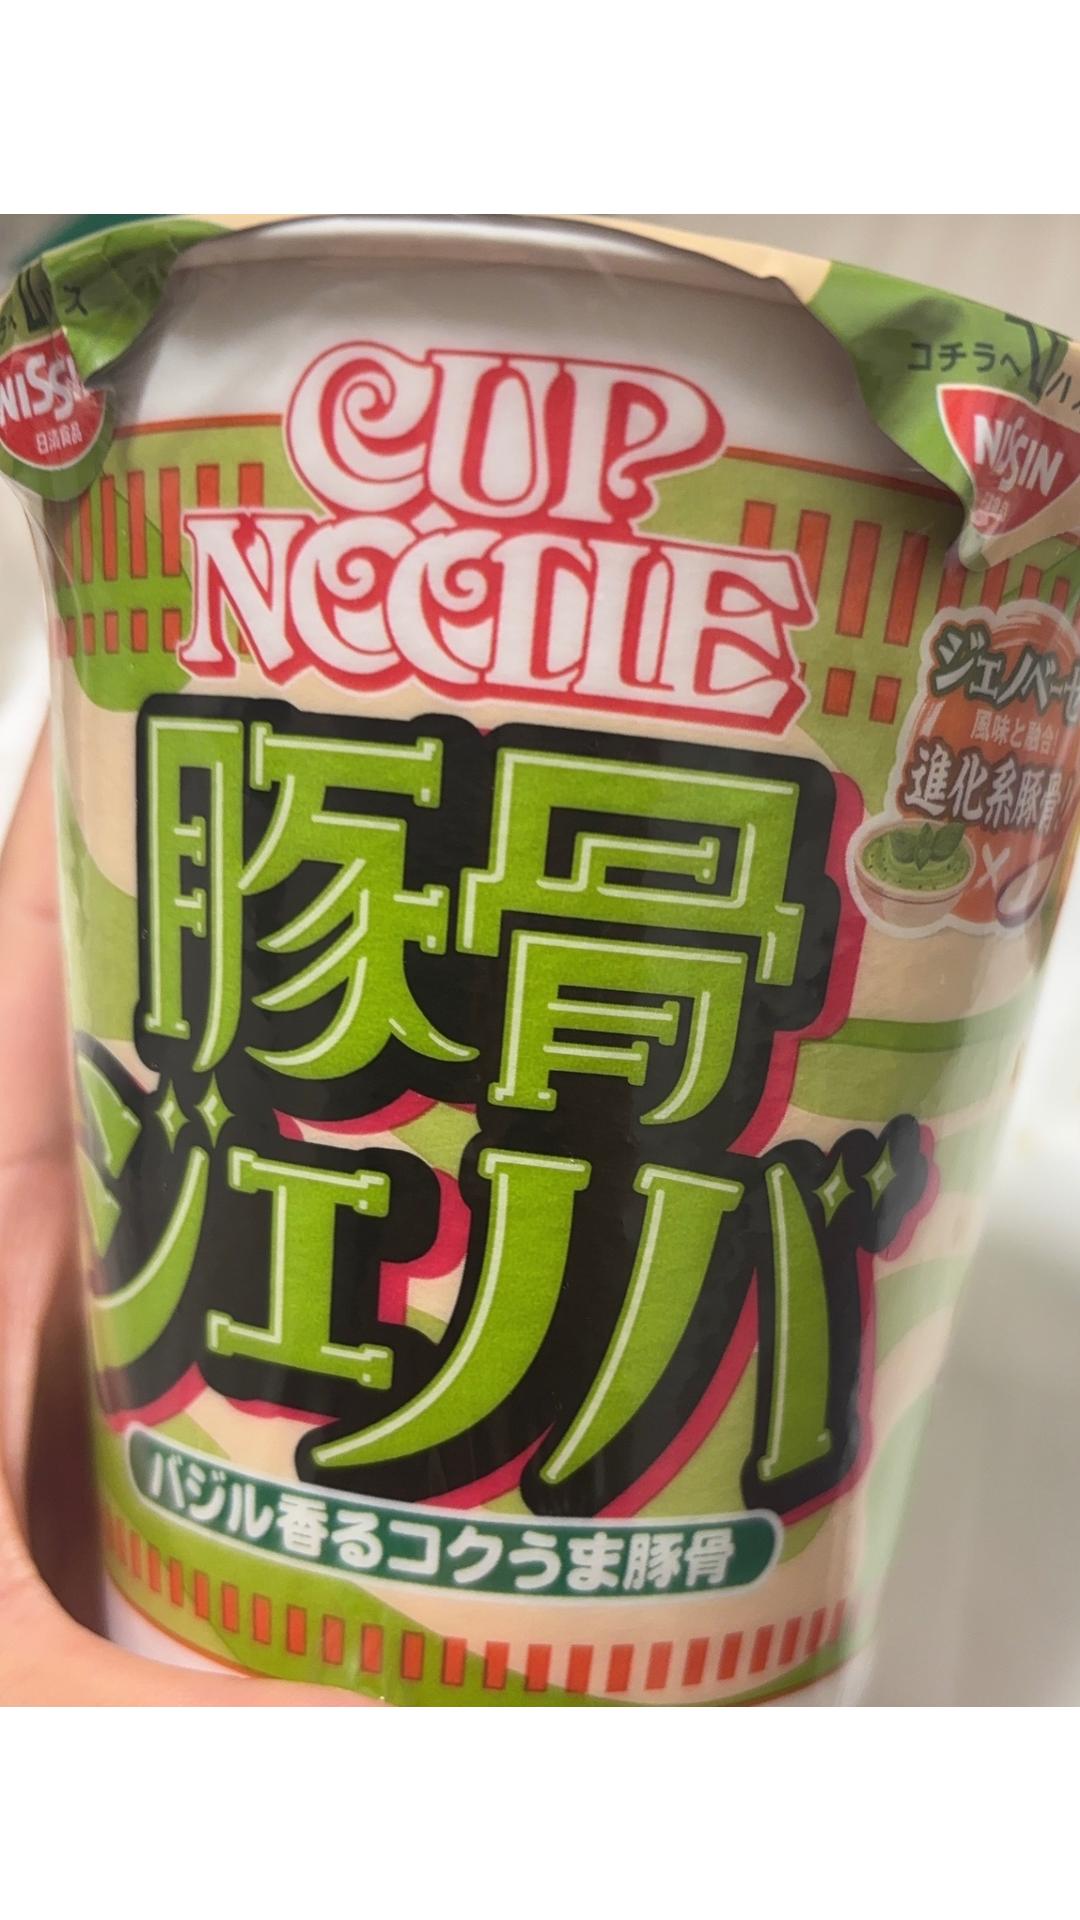 NISSIN
日清食品
コチラへ
NISSIN
CUP
NOODLE
ジェノベーゼ
風味と融合!
進化系豚骨!
×
豚骨
ジェノバ
バジル香るコクうま豚骨